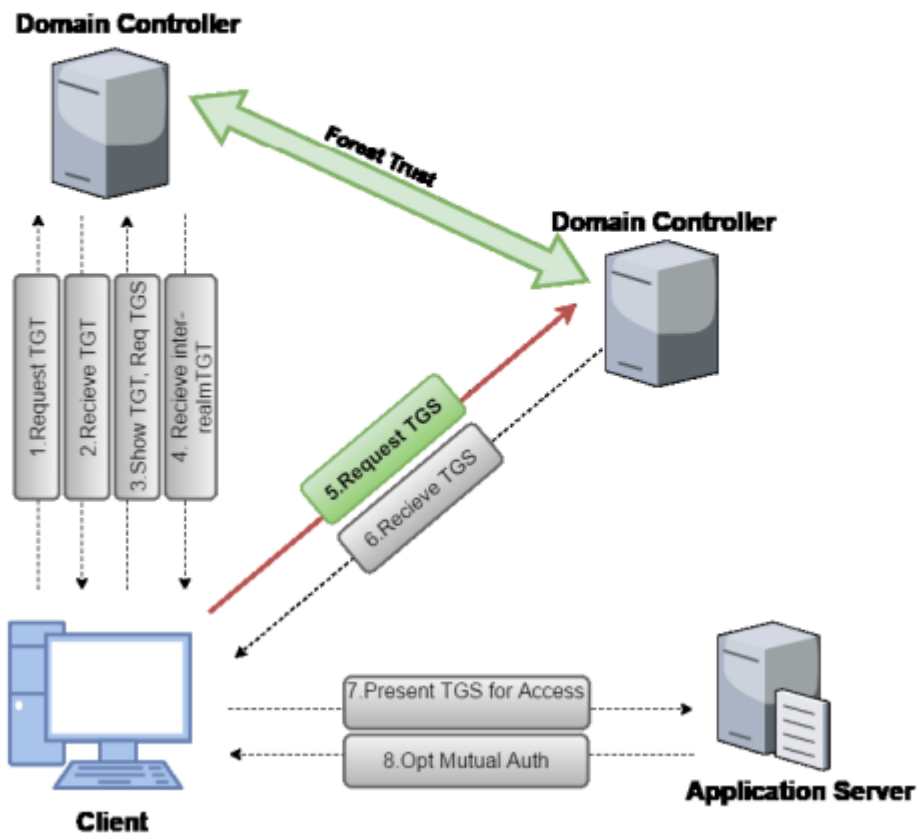 Domain Controller
Forest Trust
Domain Controller
1.Request TGT
2.Recieve TGT
3.Show TGT, Req TGS
4. Recieve inter-
realmTGT
5.Request TGS
6.Recieve TGS
7.Present TGS for Access
8.Opt Mutual Auth
Client
Application Server